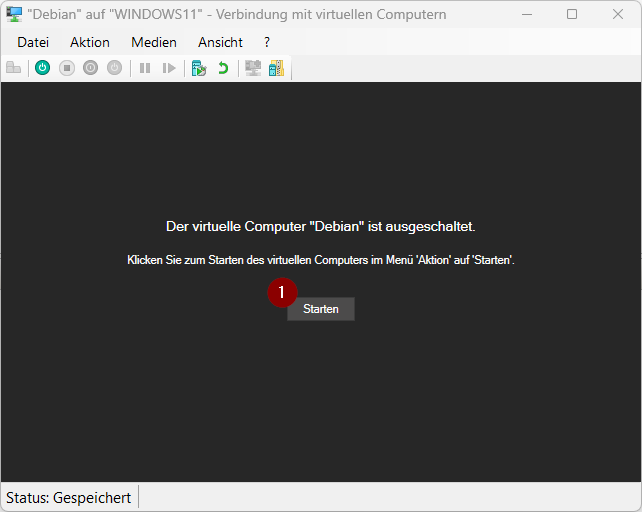 "Debian" auf "WINDOWS11" - Verbindung mit virtuellen Computern
Datei Aktion Medien Ansicht ?
Der virtuelle Computer "Debian" ist ausgeschaltet.
Klicken Sie zum Starten des virtuellen Computers im Menü 'Aktion' auf 'Starten'.
1
Starten
Status: Gespeichert